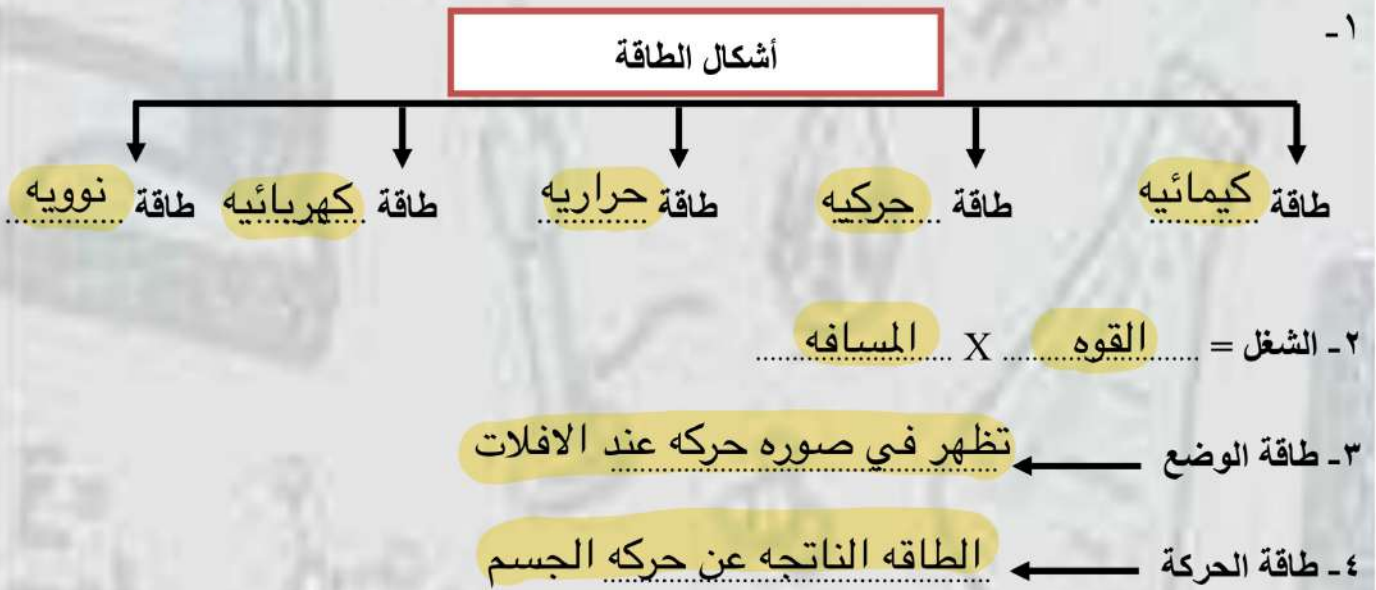 ١-
أشكال الطاقة
طاقة كيمائيه طاقة حركيه طاقة حراريه طاقة كهربائيه طاقة نوويه
٢- الشغل = القوه X المسافه
٣- طاقة الوضع تظهر في صوره حركه عند الافلات
٤- طاقة الحركة الطاقه الناتجه عن حركه الجسم